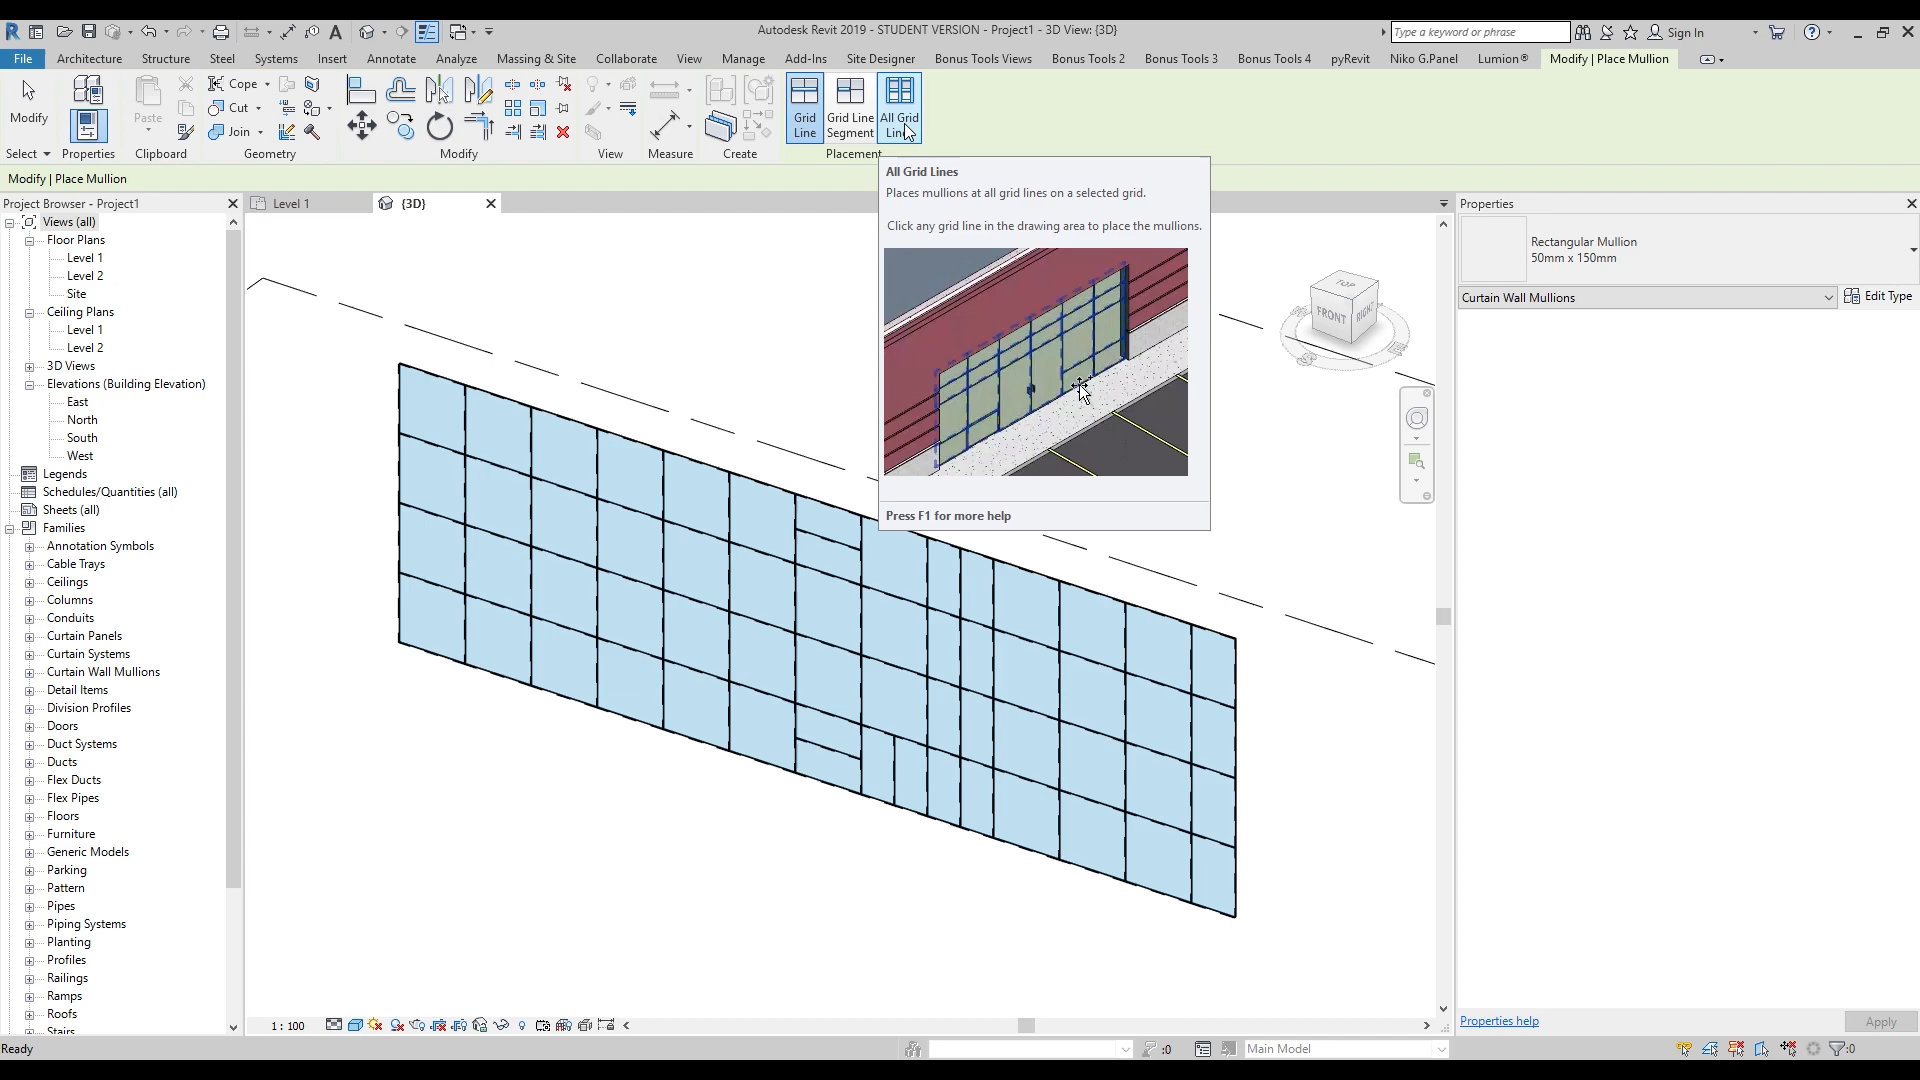 Autodesk Revit 2019 - STUDENT VERSION - Project1 - 3D View: {3D}
Type a keyword or phrase
Sign In
File Architecture Structure Steel Systems Insert Annotate Analyze Massing & Site Collaborate View Manage Add-Ins Site Designer Bonus Tools Views Bonus Tools 2 Bonus Tools 3 Bonus Tools 4 pyRevit Niko G.Panel Lumion® Modify | Place Mullion
Modify
Paste
Cope
Cut
Join
Grid Line
Grid Line Segment
All Grid
Select Properties Clipboard Geometry Modify View Measure Create Placement
Modify | Place Mullion
Project Browser - Project1
Level 1
{3D}
Properties
Views (all)
Floor Plans
Level 1
Level 2
Site
Ceiling Plans
Level 1
Level 2
3D Views
Elevations (Building Elevation)
East
North
South
West
Legends
Schedules/Quantities (all)
Sheets (all)
Families
Annotation Symbols
Cable Trays
Ceilings
Columns
Conduits
Curtain Panels
Curtain Systems
Curtain Wall Mullions
Detail Items
Division Profiles
Doors
Duct Systems
Ducts
Flex Ducts
Flex Pipes
Floors
Furniture
Generic Models
Parking
Pattern
Pipes
Piping Systems
Planting
Profiles
Railings
Ramps
Roofs
Stairs
All Grid Lines
Places mullions at all grid lines on a selected grid.
Click any grid line in the drawing area to place the mullions.
Press F1 for more help
TOP
FRONT
RIGHT
Rectangular Mullion
50mm x 150mm
Curtain Wall Mullions
Edit Type
Properties help
Apply
1 : 100
Ready
:0
Main Model
:0